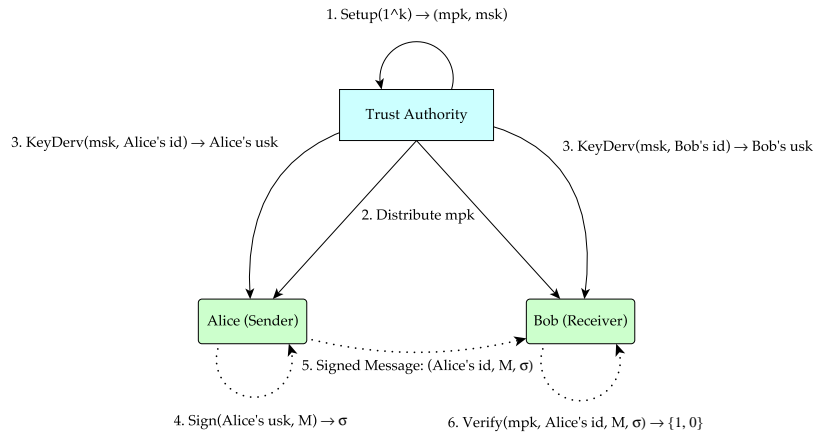 1. Setup(1^k) → (mpk, msk)
Trust Authority
3. KeyDerv(msk, Alice's id) → Alice's usk
3. KeyDerv(msk, Bob's id) → Bob's usk
2. Distribute mpk
Alice (Sender)
Bob (Receiver)
5. Signed Message: (Alice's id, M, σ)
4. Sign(Alice's usk, M) → σ
6. Verify(mpk, Alice's id, M, σ) → {1, 0}